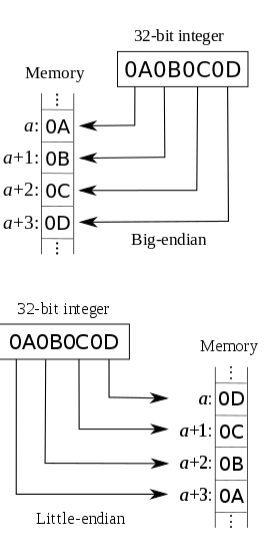 32-bit integer
0A0B0C0D
Memory
⋮
a: 0A
a+1: 0B
a+2: 0C
a+3: 0D
⋮
Big-endian
32-bit integer
0A0B0C0D
Memory
⋮
a: 0D
a+1: 0C
a+2: 0B
a+3: 0A
⋮
Little-endian